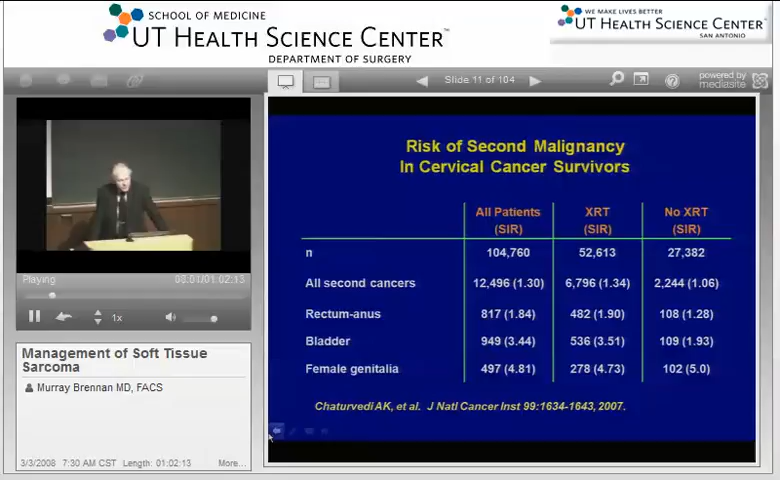 SCHOOL OF MEDICINE
UT HEALTH SCIENCE CENTER™
DEPARTMENT OF SURGERY
WE MAKE LIVES BETTER
UT HEALTH SCIENCE CENTER™
SAN ANTONIO
Slide 11 of 104
powered by
mediasite
Playing
08:01/01:02:13
1x
Management of Soft Tissue
Sarcoma
Murray Brennan MD, FACS
3/3/2008 7:30 AM CST Length: 01:02:13 More...
Risk of Second Malignancy
In Cervical Cancer Survivors
All Patients XRT No XRT
(SIR) (SIR) (SIR)
n 104,760 52,613 27,382
All second cancers 12,496 (1.30) 6,796 (1.34) 2,244 (1.06)
Rectum-anus 817 (1.84) 482 (1.90) 108 (1.28)
Bladder 949 (3.44) 536 (3.51) 109 (1.93)
Female genitalia 497 (4.81) 278 (4.73) 102 (5.0)
Chaturvedi AK, et al. J Natl Cancer Inst 99:1634-1643, 2007.